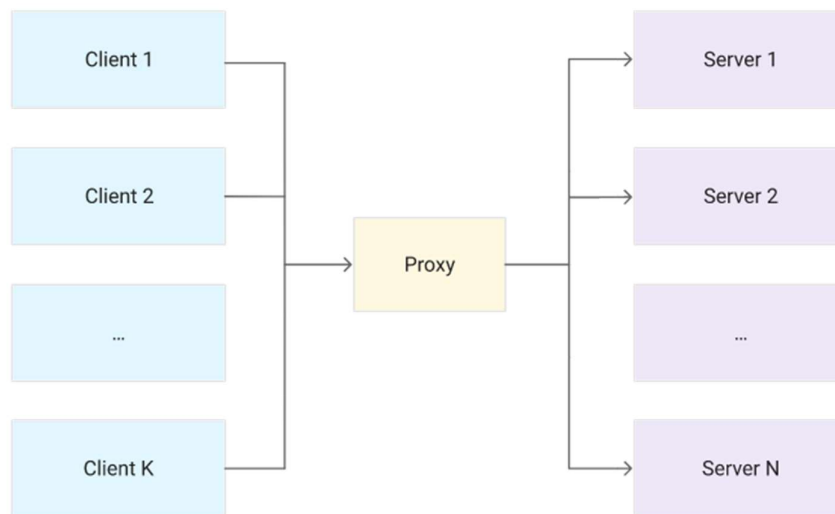 Client 1
Client 2
...
Client K
Proxy
Server 1
Server 2
...
Server N